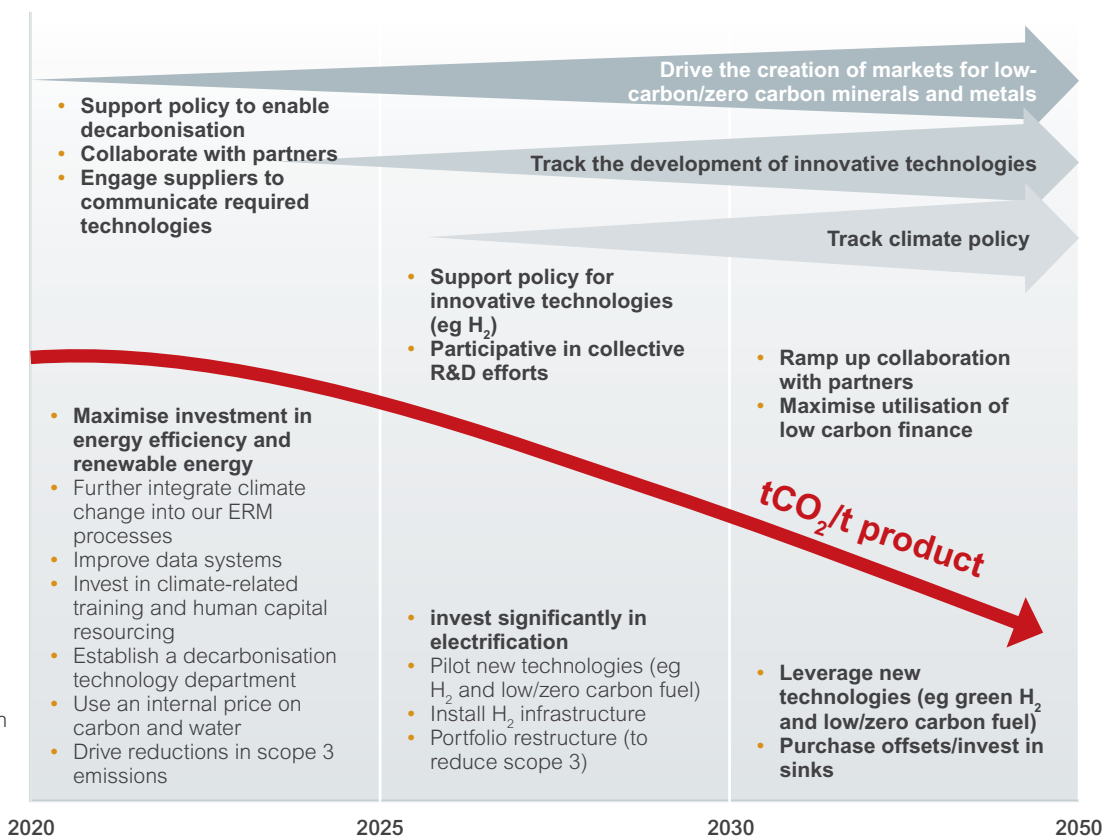 Drive the creation of markets for low-
carbon/zero carbon minerals and metals
• Support policy to enable
decarbonisation
• Collaborate with partners
• Engage suppliers to
communicate required
technologies
Track the development of innovative technologies
Track climate policy
• Support policy for
innovative technologies
(eg H₂)
• Participative in collective
R&D efforts
• Ramp up collaboration
with partners
• Maximise utilisation of
low carbon finance
tCO₂/t product
• Maximise investment in
energy efficiency and
renewable energy
• Further integrate climate
change into our ERM
processes
• Improve data systems
• Invest in climate-related
training and human capital
resourcing
• Establish a decarbonisation
technology department
• Use an internal price on
carbon and water
• Drive reductions in scope 3
emissions
• invest significantly in
electrification
• Pilot new technologies (eg
H₂ and low/zero carbon fuel)
• Install H₂ infrastructure
• Portfolio restructure (to
reduce scope 3)
• Leverage new
technologies (eg green H₂
and low/zero carbon fuel)
• Purchase offsets/invest in
sinks
2020
2025
2030
2050